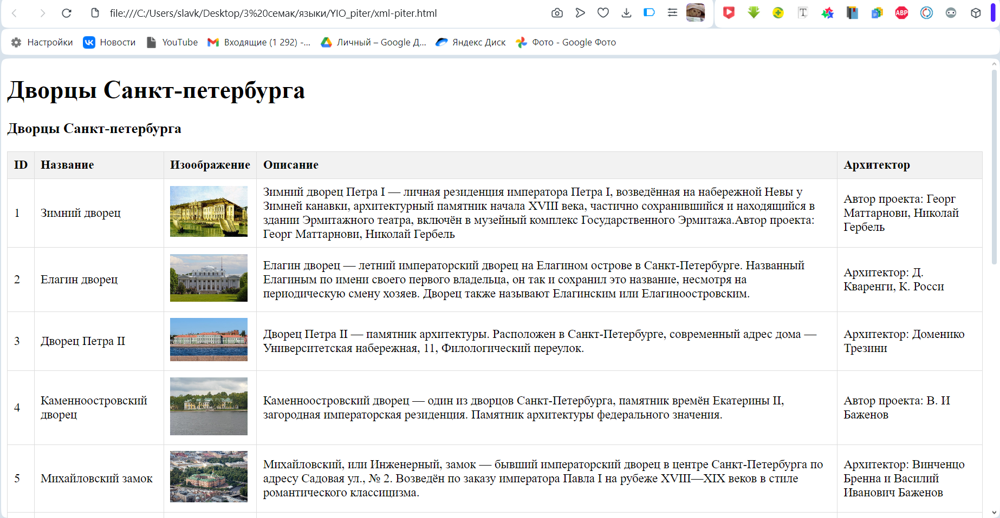 file:///C:/Users/slavk/Desktop/3%20семак/языки/YIO_piter/xml-piter.html
T
ABP
Настройки
Новости
YouTube
Входящие (1 292) -...
Личный – Google Д...
Яндекс Диск
Фото - Google Фото
Дворцы Санкт-петербурга
Дворцы Санкт-петербурга
ID Название Изоображение Описание Архитектор
1
Зимний дворец
Зимний дворец Петра I — личная резиденция императора Петра I, возведённая на набережной Невы у
Зимней канавки, архитектурный памятник начала XVIII века, частично сохранившийся и находящийся в
здании Эрмитажного театра, включён в музейный комплекс Государственного Эрмитажа.Автор проекта:
Георг Маттарнови, Николай Гербель
Автор проекта: Георг
Маттарнови, Николай
Гербель
2
Елагин дворец
Елагин дворец — летний императорский дворец на Елагином острове в Санкт-Петербурге. Названный
Елагиным по имени своего первого владельца, он так и сохранил это название, несмотря на
периодическую смену хозяев. Дворец также называют Елагинским или Елагиноостровским.
Архитектор: Д.
Кваренги, К. Росси
3
Дворец Петра II
Дворец Петра II — памятник архитектуры. Расположен в Санкт-Петербурге, современный адрес дома —
Университетская набережная, 11, Филологический переулок.
Архитектор: Доменико
Трезини
4
Каменноостровский
дворец
Каменноостровский дворец — один из дворцов Санкт-Петербурга, памятник времён Екатерины II,
загородная императорская резиденция. Памятник архитектуры федерального значения.
Автор проекта: В. И
Баженов
5
Михайловский замок
Михайловский, или Инженерный, замок — бывший императорский дворец в центре Санкт-Петербурга по
адресу Садовая ул., № 2. Возведён по заказу императора Павла I на рубеже XVIII—XIX веков в стиле
романтического классицизма.
Архитектор: Винченцо
Бренна и Василий
Иванович Баженов